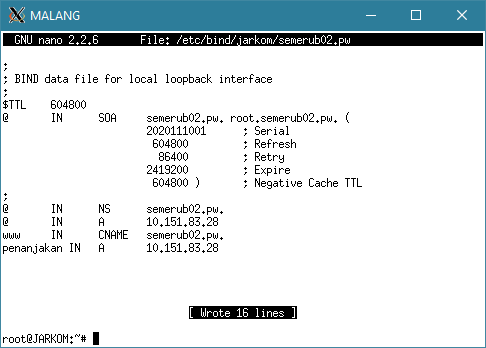 MALANG
GNU nano 2.2.6 File: /etc/bind/jarkom/semerub02.pw
;
; BIND data file for local loopback interface
;
$TTL 604800
@ IN SOA semerub02.pw. root.semerub02.pw. (
2020111001 ; Serial
604800 ; Refresh
86400 ; Retry
2419200 ; Expire
604800 ) ; Negative Cache TTL
;
@ IN NS semerub02.pw.
@ IN A 10.151.83.28
www IN CNAME semerub02.pw.
penanjakan IN A 10.151.83.28
[ Wrote 16 lines ]
root@JARKOM:~#